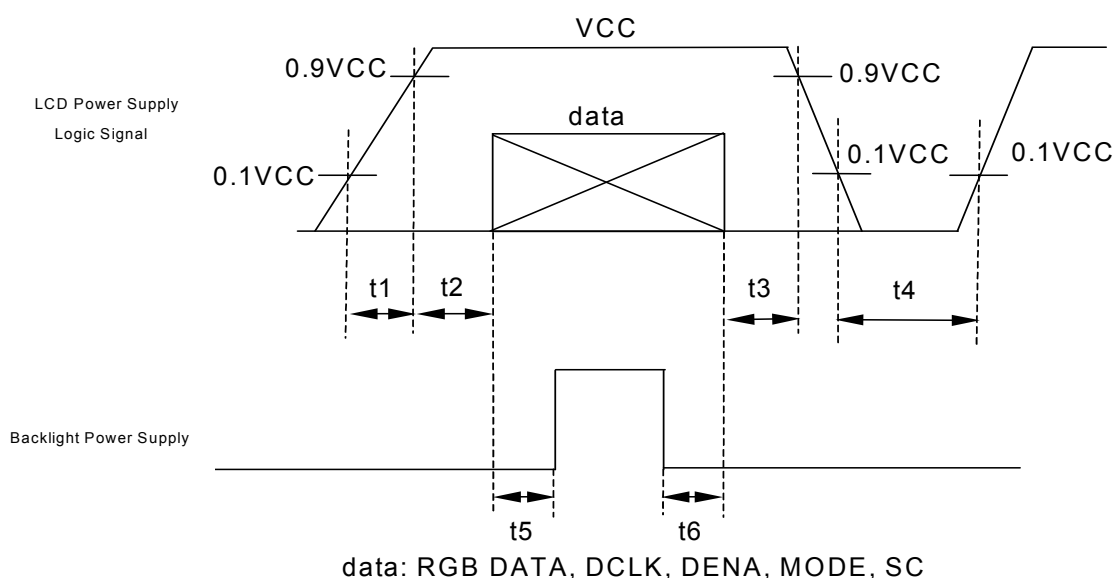 VCC
0.9VCC
0.9VCC
LCD Power Supply
Logic Signal
data
0.1VCC
0.1VCC
0.1VCC
t1
t2
t3
t4
Backlight Power Supply
t5
t6
data: RGB DATA, DCLK, DENA, MODE, SC